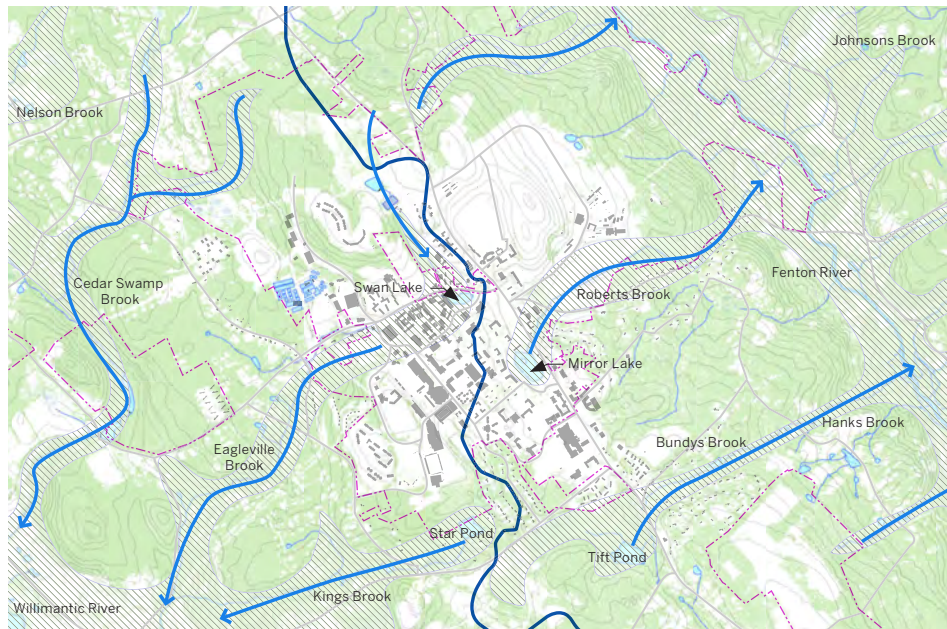 Johnsons Brook
Nelson Brook
Fenton River
Cedar Swamp
Brook
Swan Lake
Roberts Brook
Mirror Lake
Hanks Brook
Bundys Brook
Eagleville
Brook
Star Pond
Tift Pond
Kings Brook
Willimantic River